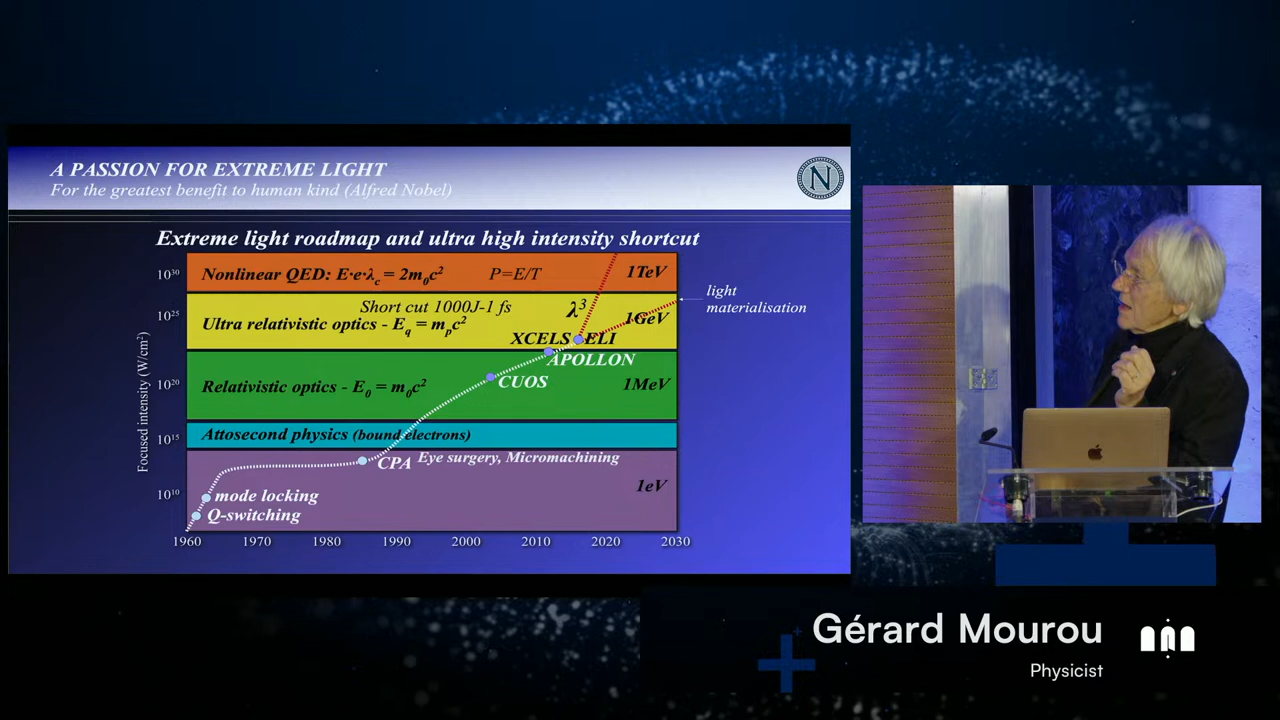 A PASSION FOR EXTREME LIGHT
For the greatest benefit to human kind (Alfred Nobel)
N
Extreme light roadmap and ultra high intensity shortcut
Focused intensity (W/cm²)
10³⁰
Nonlinear QED: E·e·λc = 2m₀c²
P=E/T
1TeV
light
materialisation
10²⁵
Short cut 1000J-1 fs
λ³
Ultra relativistic optics - Eq = mpc²
1GeV
XCELS
ELI
APOLLON
10²⁰
Relativistic optics - E₀ = m₀c²
CUOS
1MeV
10¹⁵
Attosecond physics (bound electrons)
CPA
Eye surgery, Micromachining
10¹⁰
1eV
mode locking
Q-switching
1960 1970 1980 1990 2000 2010 2020 2030
Gérard Mourou
Physicist